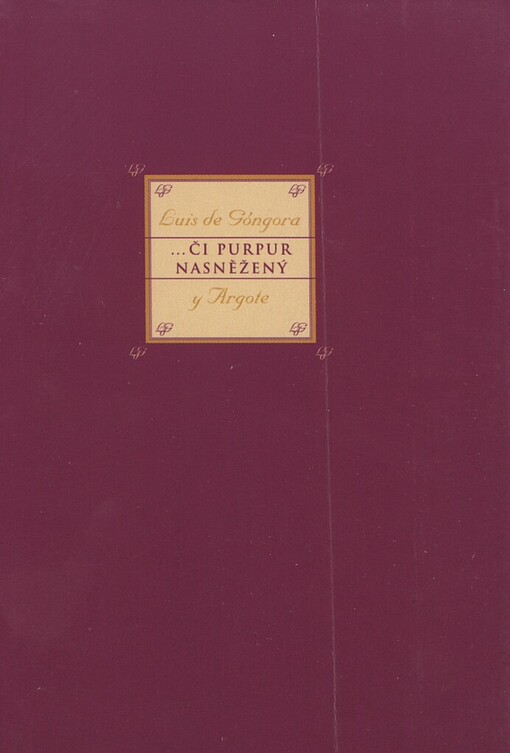 Luis de Góngora
...ČI PURPUR
NASNĚŽENÝ
y Argote